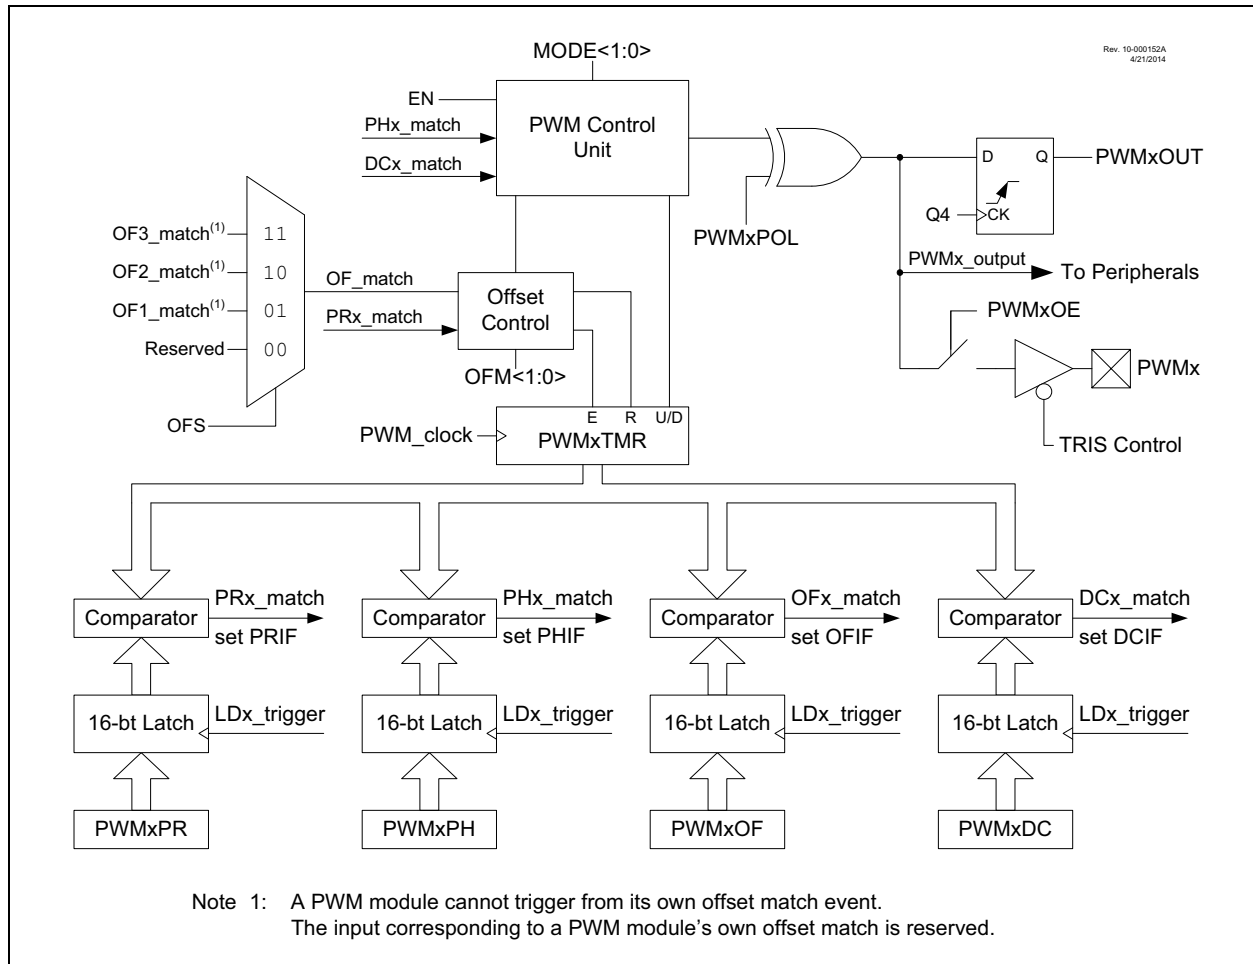 Rev. 10-000152A
4/21/2014
MODE<1:0>
EN
PHx_match
DCx_match
PWM Control
Unit
PWMxPOL
D
Q
PWMxOUT
Q4
CK
PWMx_output
To Peripherals
PWMxOE
PWMx
TRIS Control
OF3_match(1)
11
OF2_match(1)
10
OF1_match(1)
01
Reserved
00
OFS
OF_match
PRx_match
Offset
Control
OFM<1:0>
E
R
U/D
PWM_clock
PWMxTMR
Comparator
PRx_match
set PRIF
Comparator
PHx_match
set PHIF
Comparator
OFx_match
set OFIF
Comparator
DCx_match
set DCIF
16-bt Latch
LDx_trigger
16-bt Latch
LDx_trigger
16-bt Latch
LDx_trigger
16-bt Latch
LDx_trigger
PWMxPR
PWMxPH
PWMxOF
PWMxDC
Note 1: A PWM module cannot trigger from its own offset match event.
The input corresponding to a PWM module's own offset match is reserved.